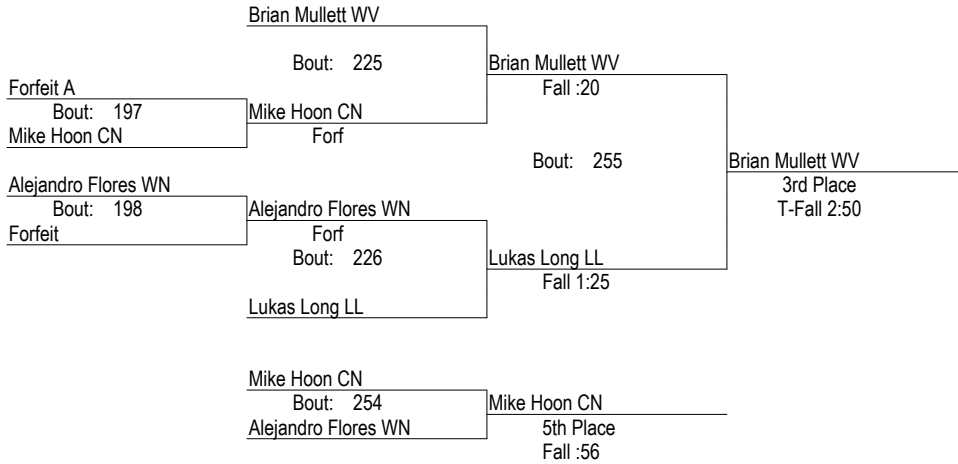 Brian Mullett WV
Bout: 225
Brian Mullett WV
Fall :20
Forfeit A
Bout: 197
Mike Hoon CN
Mike Hoon CN
Forf
Bout: 255
Brian Mullett WV
3rd Place
T-Fall 2:50
Alejandro Flores WN
Bout: 198
Forfeit
Alejandro Flores WN
Forf
Bout: 226
Lukas Long LL
Fall 1:25
Lukas Long LL
Mike Hoon CN
Bout: 254
Alejandro Flores WN
Mike Hoon CN
5th Place
Fall :56